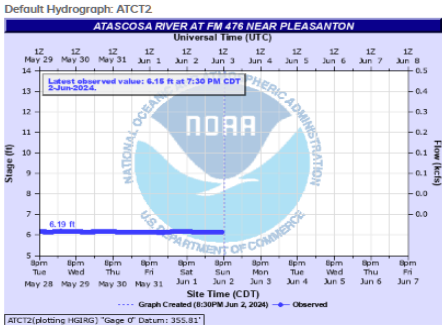 Default Hydrograph: ATCT2
ATASCOSA RIVER AT FM 476 NEAR PLEASANTON
Universal Time (UTC)
1Z 1Z 1Z 1Z 1Z 1Z 1Z 1Z 1Z 1Z 1Z
May 29 May 30 May 31 Jun 1 Jun 2 Jun 3 Jun 4 Jun 5 Jun 6 Jun 7 Jun 8
Latest observed value: 6.15 ft at 7:30 PM CDT
2-Jun-2024.
NOAA
NATIONAL OCEANIC AND ATMOSPHERIC ADMINISTRATION
U.S. DEPARTMENT OF COMMERCE
Stage (ft)
14
13
12
11
10
9
8
7
6
5
Flow (kcfs)
0.5
0.4
0.3
0.2
0.2
0.1
0.0
6.19 ft
8pm 8pm 8pm 8pm 8pm 8pm 8pm 8pm 8pm 8pm 8pm
Tue Wed Thu Fri Sat Sun Mon Tue Wed Thu Fri
May 28 May 29 May 30 May 31 Jun 1 Jun 2 Jun 3 Jun 4 Jun 5 Jun 6 Jun 7
Site Time (CDT)
Graph Created (8:30PM Jun 2, 2024) Observed
ATCT2(plotting HGIRG) "Gage 0" Datum: 355.81'